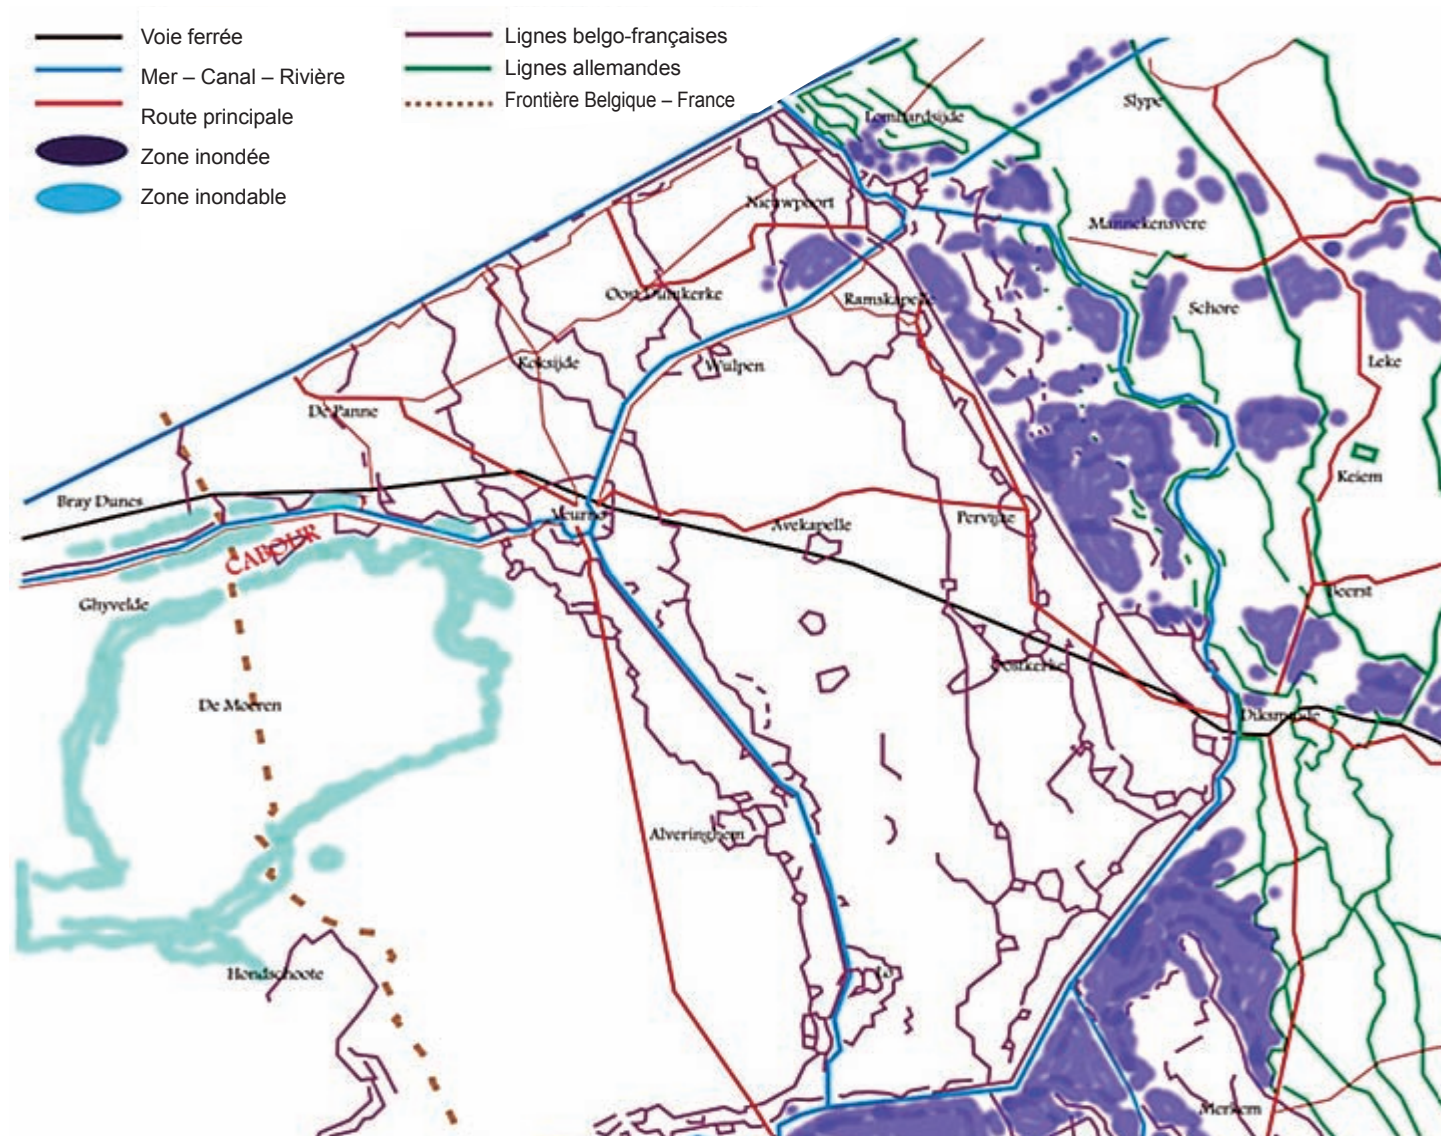 Voie ferrée
Mer – Canal – Rivière
Route principale
Zone inondée
Zone inondable
Lignes belgo-françaises
Lignes allemandes
Frontière Belgique – France
Lombardsijde
Slype
Nieuwpoort
Mannekensvere
Oost Duinkerke
Ramskapelle
Schore
Koksijde
Wulpen
Leke
De Panne
Keiem
Bray Dunes
Veurne
Avekapelle
Pervijze
CABOUR
Ghyvelde
Beerst
Oostkerke
De Moeren
Diksmuide
Alveringhem
Hondschoote
Lo
Merkem